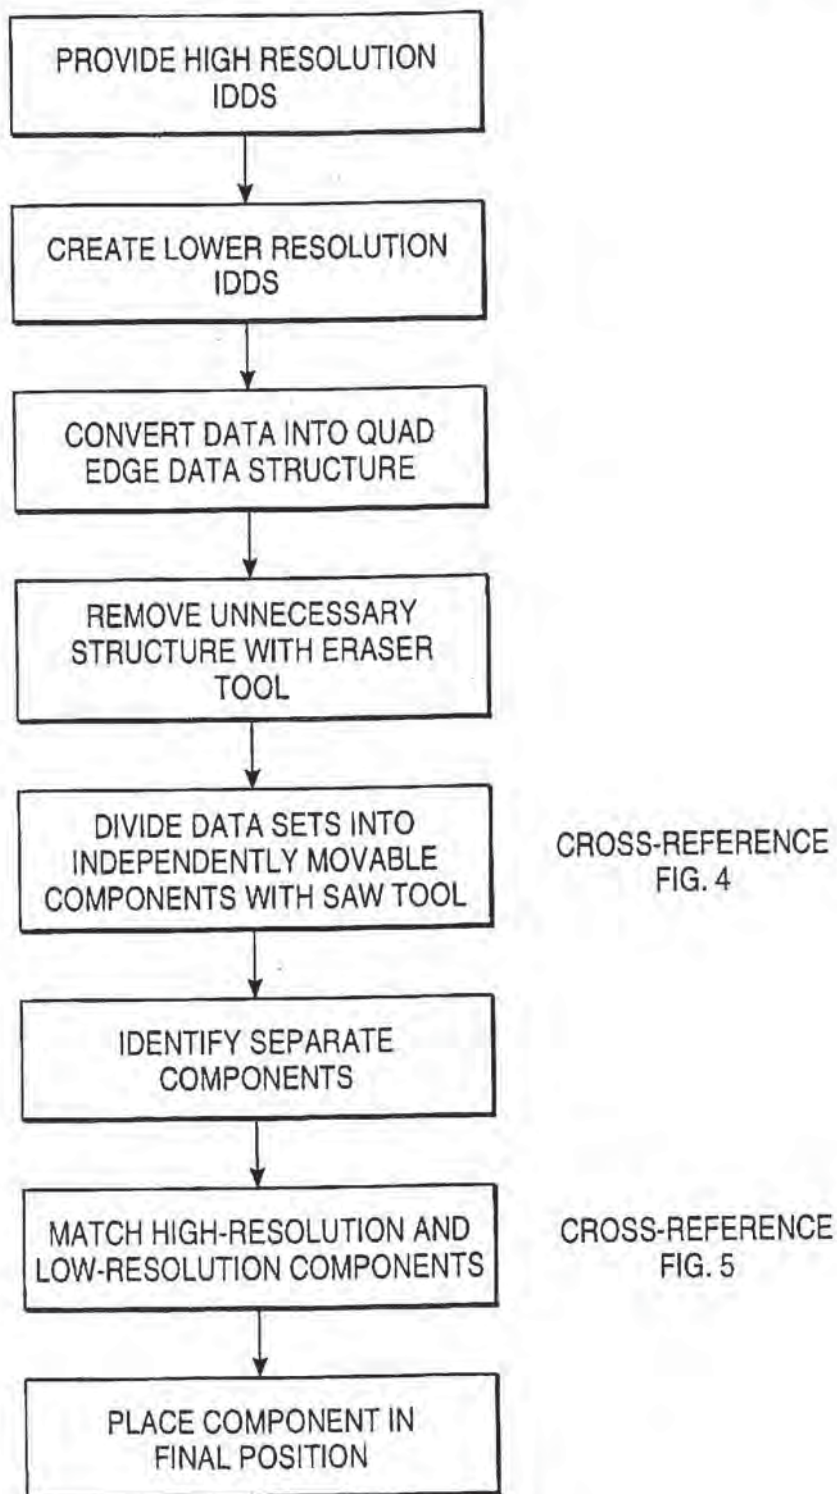 PROVIDE HIGH RESOLUTION
IDDS
CREATE LOWER RESOLUTION
IDDS
CONVERT DATA INTO QUAD
EDGE DATA STRUCTURE
REMOVE UNNECESSARY
STRUCTURE WITH ERASER
TOOL
DIVIDE DATA SETS INTO
INDEPENDENTLY MOVABLE
COMPONENTS WITH SAW TOOL
CROSS-REFERENCE
FIG. 4
IDENTIFY SEPARATE
COMPONENTS
MATCH HIGH-RESOLUTION AND
LOW-RESOLUTION COMPONENTS
CROSS-REFERENCE
FIG. 5
PLACE COMPONENT IN
FINAL POSITION